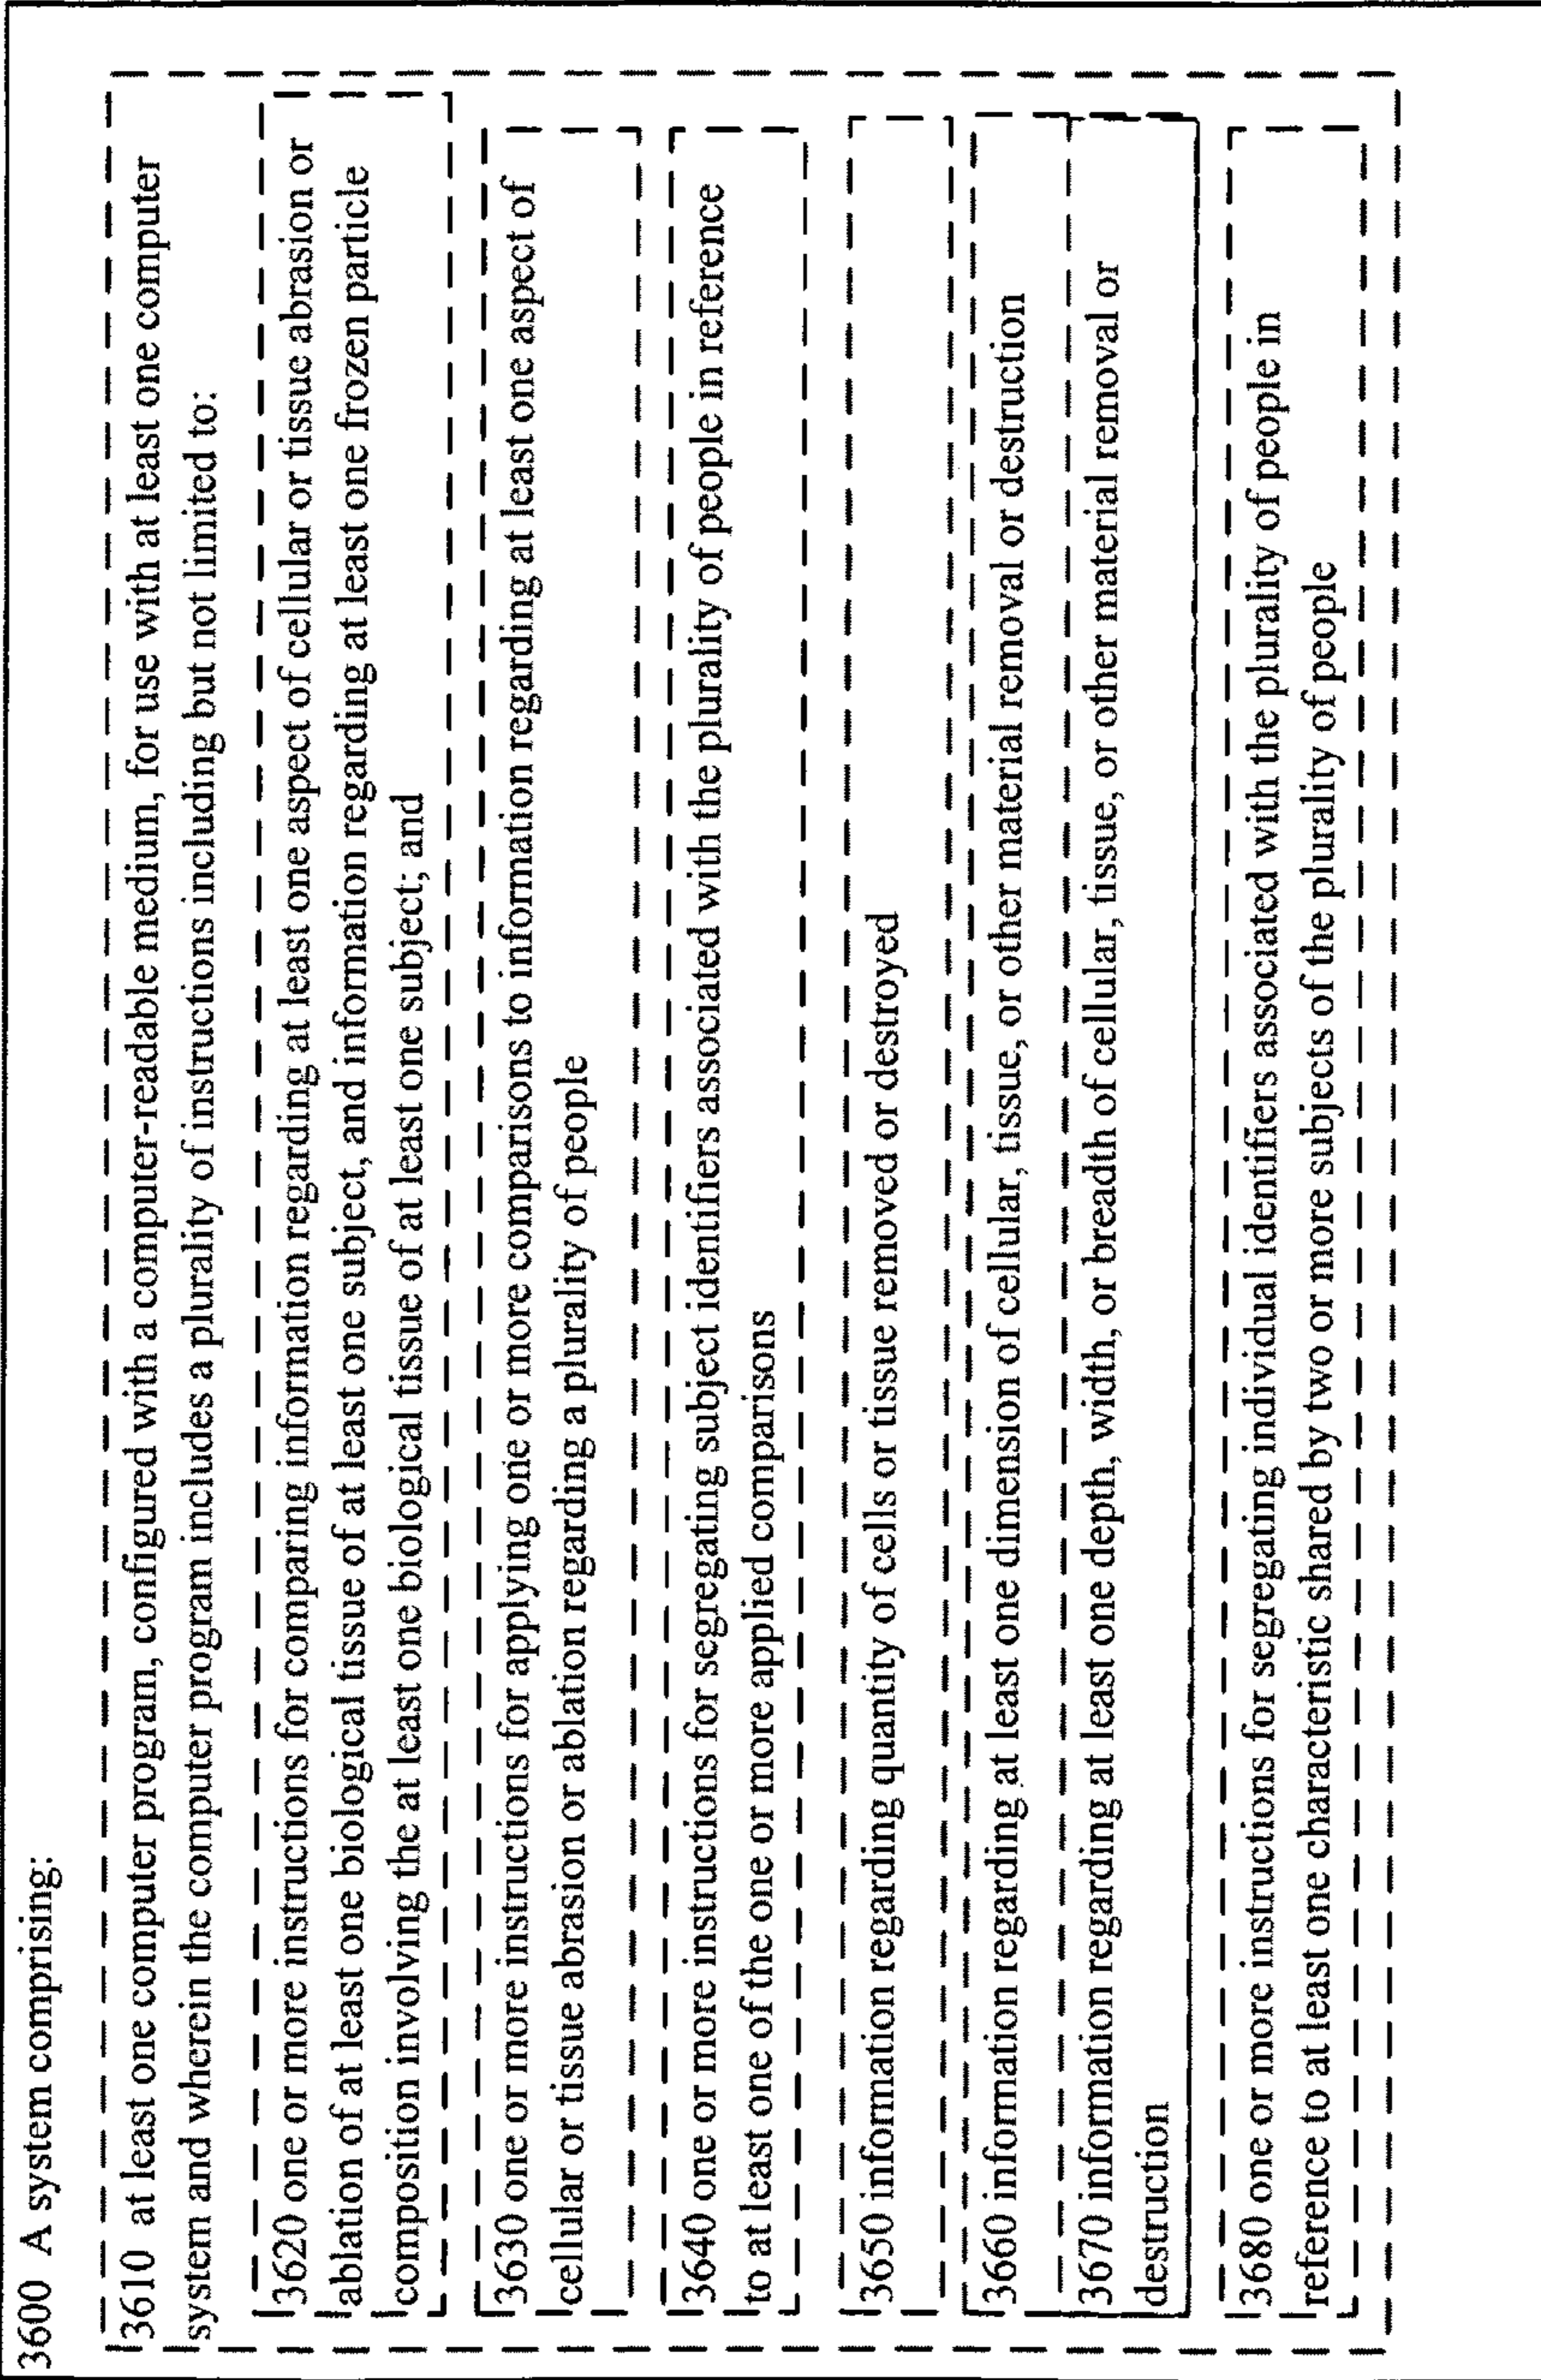 3600 A system comprising:
3610 at least one computer program, configured with a computer-readable medium, for use with at least one computer
system and wherein the computer program includes a plurality of instructions including but not limited to:
3620 one or more instructions for comparing information regarding at least one aspect of cellular or tissue abrasion or
ablation of at least one biological tissue of at least one subject, and information regarding at least one frozen particle
composition involving the at least one biological tissue of at least one subject; and
3630 one or more instructions for applying one or more comparisons to information regarding at least one aspect of
cellular or tissue abrasion or ablation regarding a plurality of people
3640 one or more instructions for segregating subject identifiers associated with the plurality of people in reference
to at least one of the one or more applied comparisons
3650 information regarding quantity of cells or tissue removed or destroyed
3660 information regarding at least one dimension of cellular, tissue, or other material removal or destruction
3670 information regarding at least one depth, width, or breadth of cellular, tissue, or other material removal or
destruction
3680 one or more instructions for segregating individual identifiers associated with the plurality of people in
reference to at least one characteristic shared by two or more subjects of the plurality of people